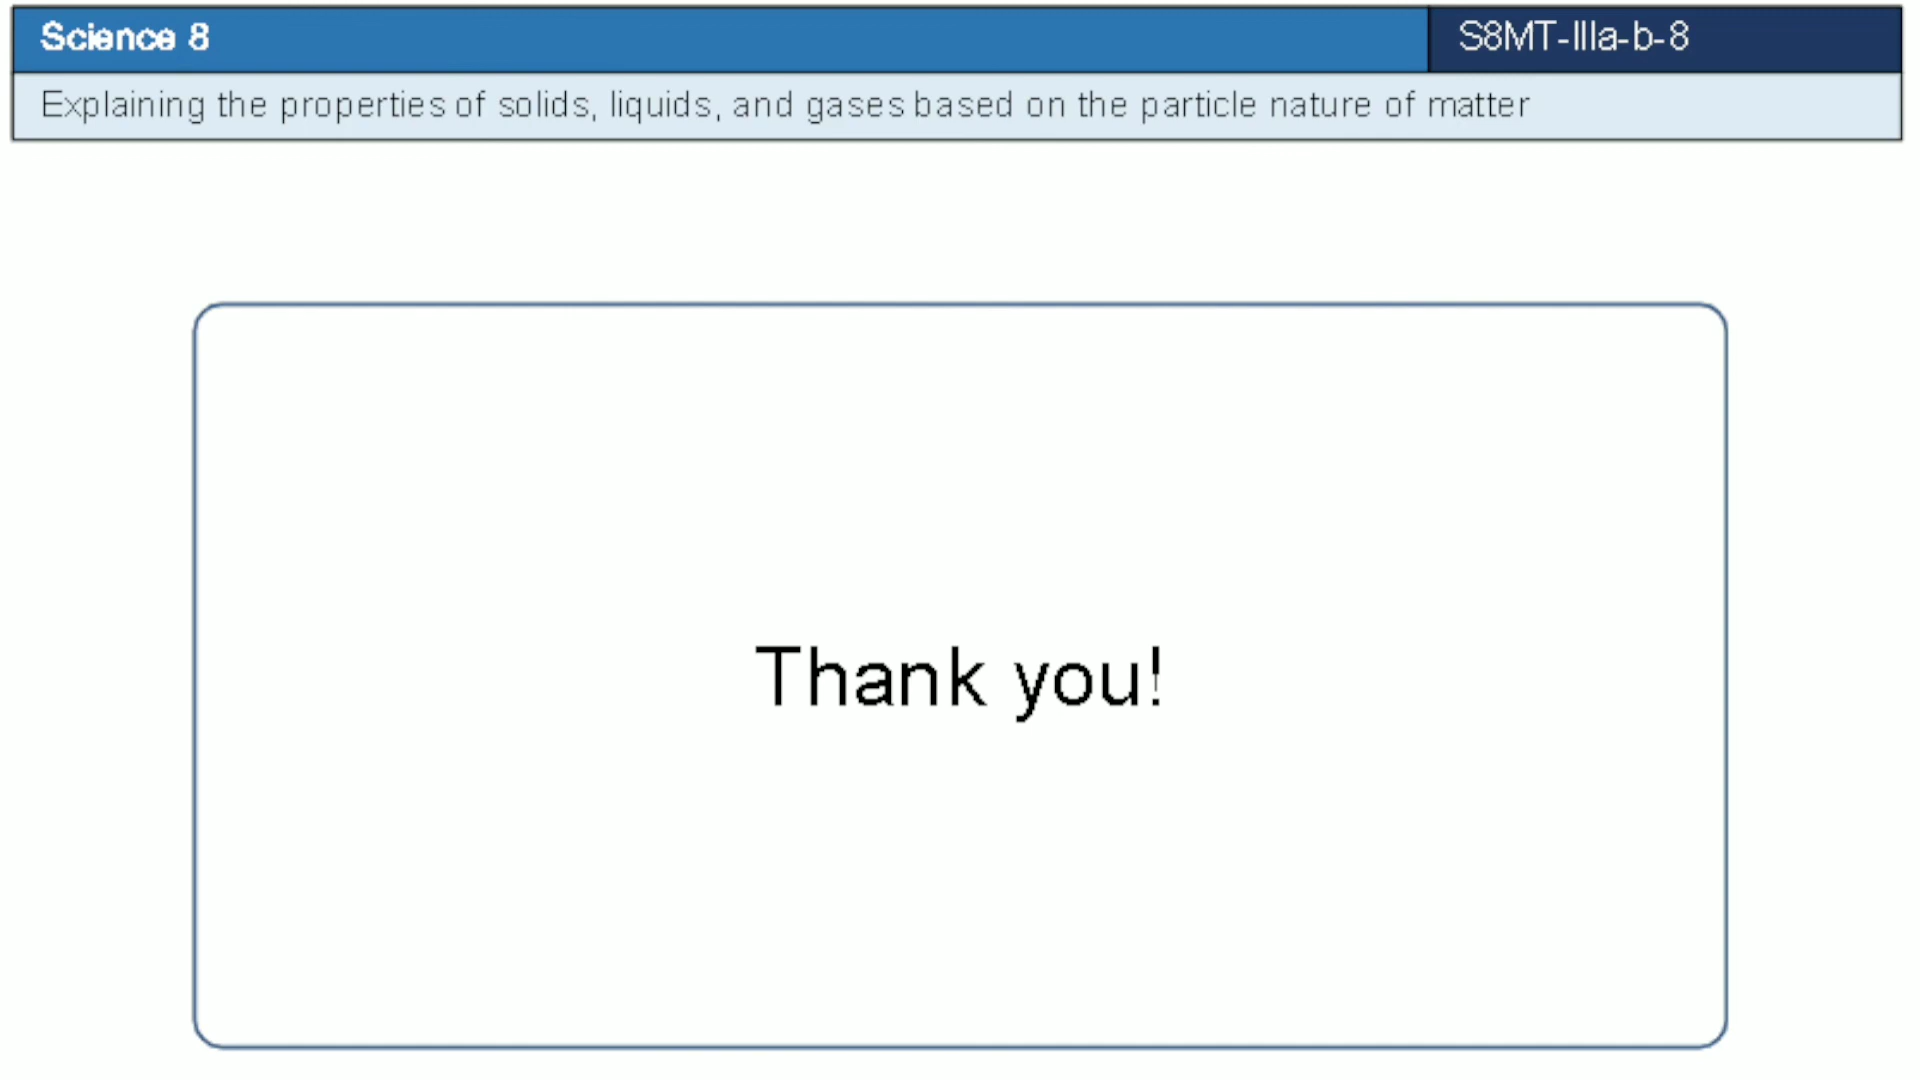 Science 8
S8MT-IIIa-b-8
Explaining the properties of solids, liquids, and gases based on the particle nature of matter
Thank you!